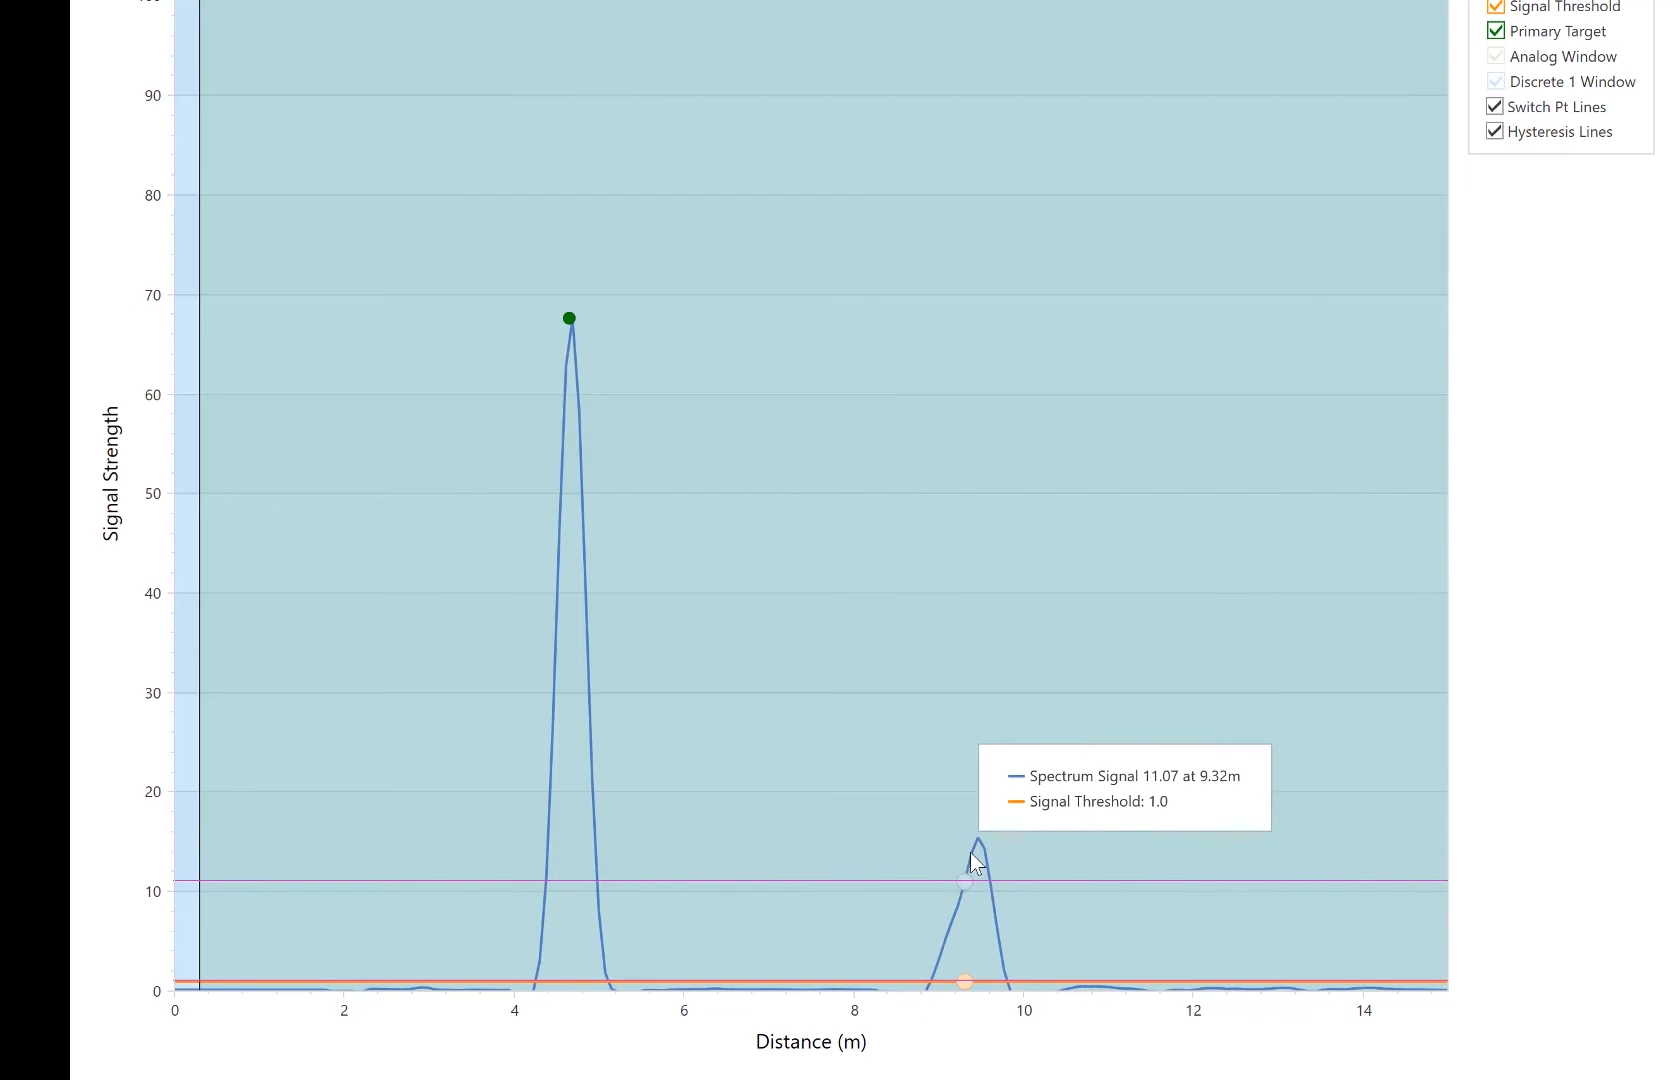 Signal Threshold
Primary Target
Analog Window
Discrete 1 Window
Switch Pt Lines
Hysteresis Lines
90
80
70
60
50
40
30
20
10
0
Signal Strength
Spectrum Signal 11.07 at 9.32m
Signal Threshold: 1.0
0 2 4 6 8 10 12 14
Distance (m)